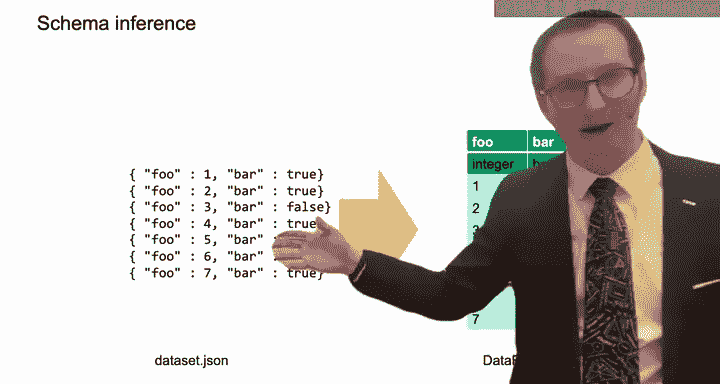 Schema inference
{ "foo" : 1, "bar" : true}
{ "foo" : 2, "bar" : true}
{ "foo" : 3, "bar" : false}
{ "foo" : 4, "bar" : true
{ "foo" : 5, "bar" :
{ "foo" : 6, "bar" :
{ "foo" : 7, "bar" : true}
foo bar
integer
1
2
3
7
dataset.json